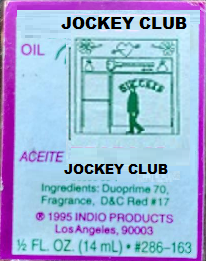 JOCKEY CLUB
OIL
SUCCESS
ACEITE
JOCKEY CLUB
Ingredients: Duoprime 70,
Fragrance, D&C Red #17
® 1995 INDIO PRODUCTS
Los Angeles, 90003
½ FL. OZ. (14 mL) • #286-163